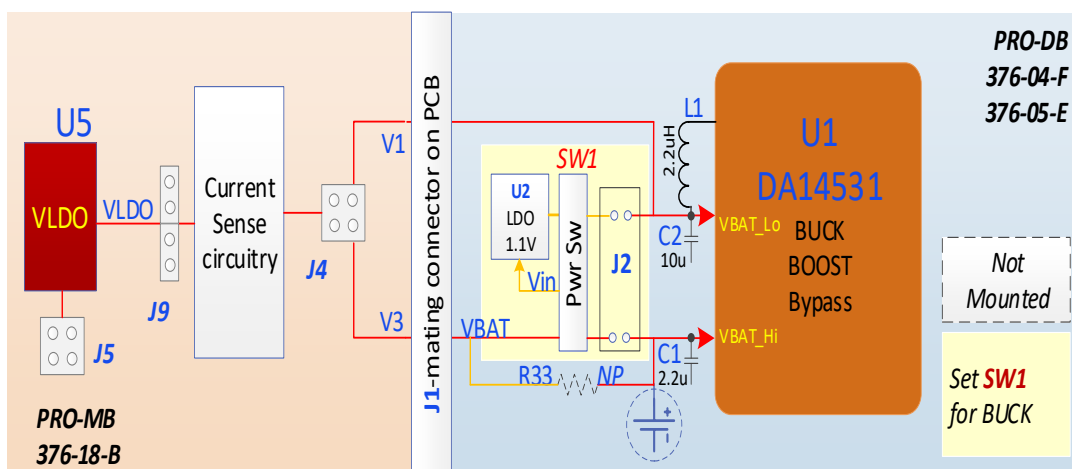 U5
VLDO
VLDO
J5
J9
Current
Sense
circuitry
J4
V1
V3
PRO-MB
376-18-B
J1-mating connector on PCB
SW1
U2
LDO
1.1V
Vin
Pwr Sw
J2
VBAT
R33
NP
L1
2.2uH
C2
10u
C1
2.2u
+
-
U1
DA14531
BUCK
BOOST
Bypass
VBAT_Lo
VBAT_Hi
PRO-DB
376-04-F
376-05-E
Not
Mounted
Set SW1
for BUCK